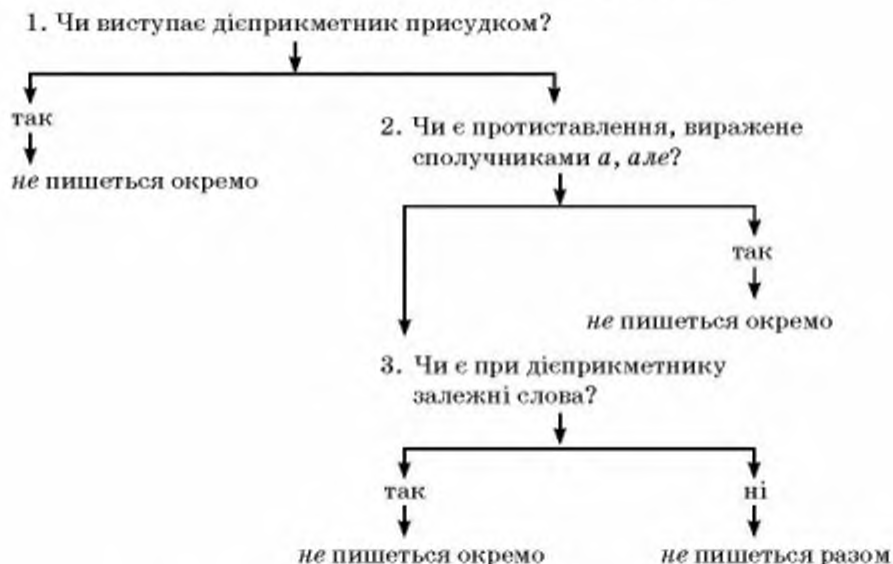 1. Чи виступає дієприкметник присудком?
так
не пишеться окремо
2. Чи є протиставлення, виражене
сполучниками а, але?
так
не пишеться окремо
3. Чи є при дієприкметнику
залежні слова?
так
ні
не пишеться окремо
не пишеться разом